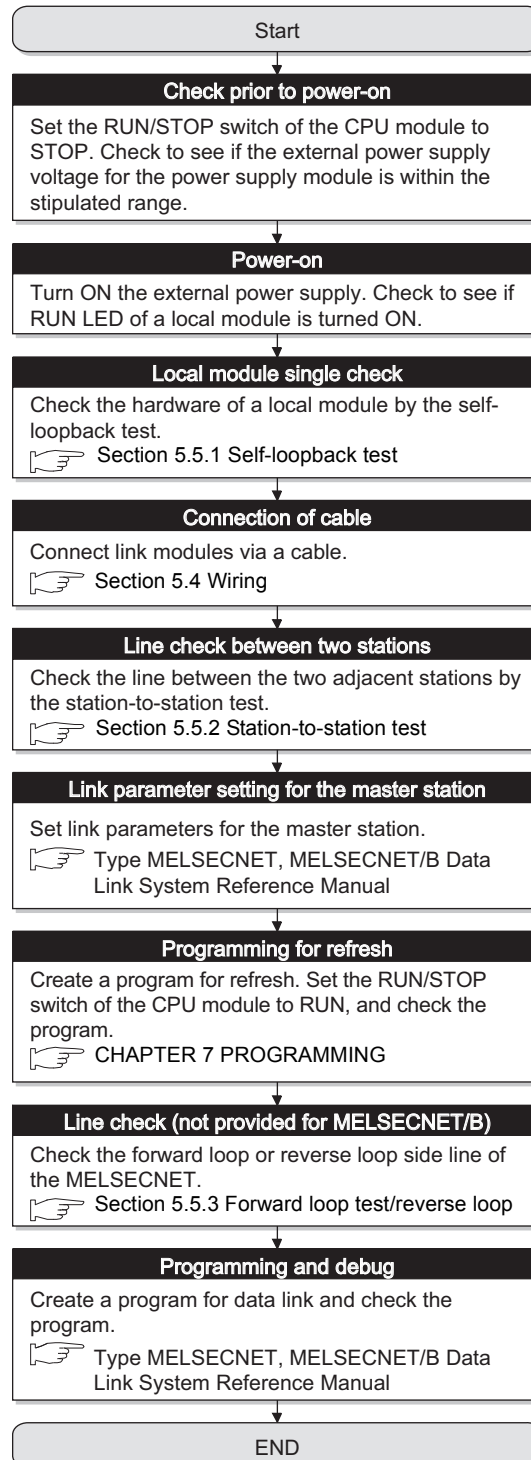 Start
Check prior to power-on
Set the RUN/STOP switch of the CPU module to
STOP. Check to see if the external power supply
voltage for the power supply module is within the
stipulated range.
Power-on
Turn ON the external power supply. Check to see if
RUN LED of a local module is turned ON.
Local module single check
Check the hardware of a local module by the self-
loopback test.
Section 5.5.1 Self-loopback test
Connection of cable
Connect link modules via a cable.
Section 5.4 Wiring
Line check between two stations
Check the line between the two adjacent stations by
the station-to-station test.
Section 5.5.2 Station-to-station test
Link parameter setting for the master station
Set link parameters for the master station.
Type MELSECNET, MELSECNET/B Data
Link System Reference Manual
Programming for refresh
Create a program for refresh. Set the RUN/STOP
switch of the CPU module to RUN, and check the
program.
CHAPTER 7 PROGRAMMING
Line check (not provided for MELSECNET/B)
Check the forward loop or reverse loop side line of
the MELSECNET.
Section 5.5.3 Forward loop test/reverse loop
Programming and debug
Create a program for data link and check the
program.
Type MELSECNET, MELSECNET/B Data
Link System Reference Manual
END